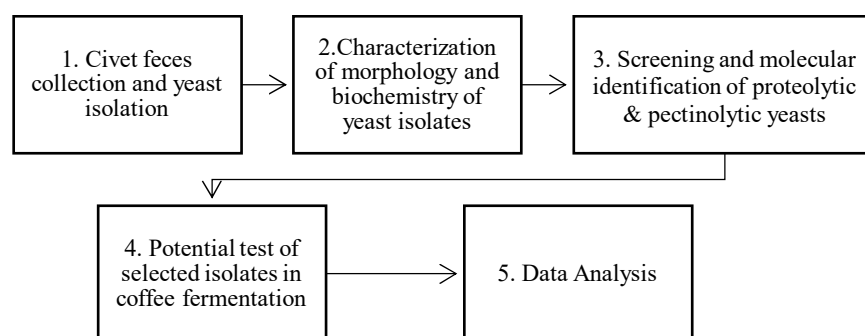 1. Civet feces
collection and yeast
isolation
2.Characterization
of morphology and
biochemistry of
yeast isolates
3. Screening and molecular
identification of proteolytic
& pectinolytic yeasts
4. Potential test of
selected isolates in
coffee fermentation
5. Data Analysis